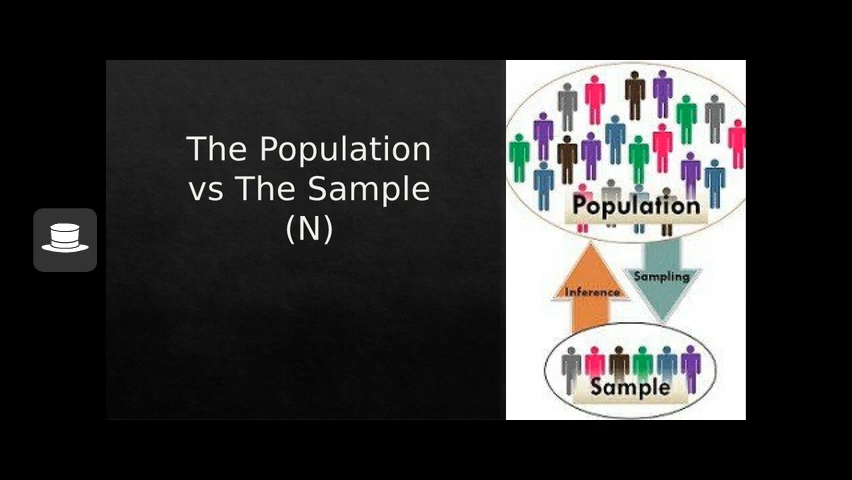 The Population
vs The Sample
(N)
Population
Inference
Sampling
Sample